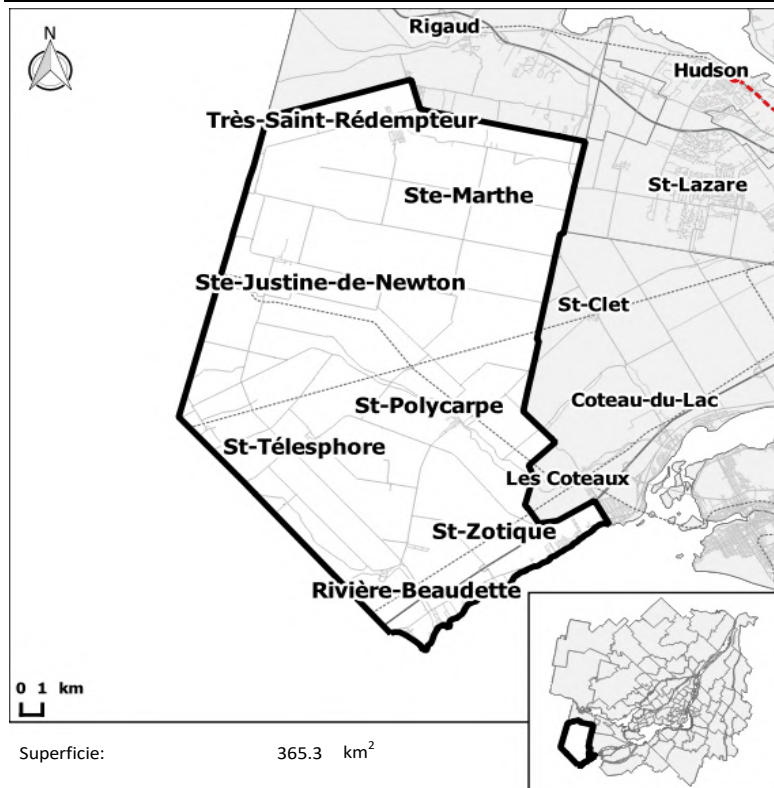 Rigaud
N
Hudson
Très-Saint-Rédempteur
St-Lazare
Ste-Marthe
Ste-Justine-de-Newton
St-Clet
Coteau-du-Lac
St-Polycarpe
St-Télesphore
Les Coteaux
St-Zotique
Rivière-Beaudette
0 1 km
Superficie: 365.3 km²